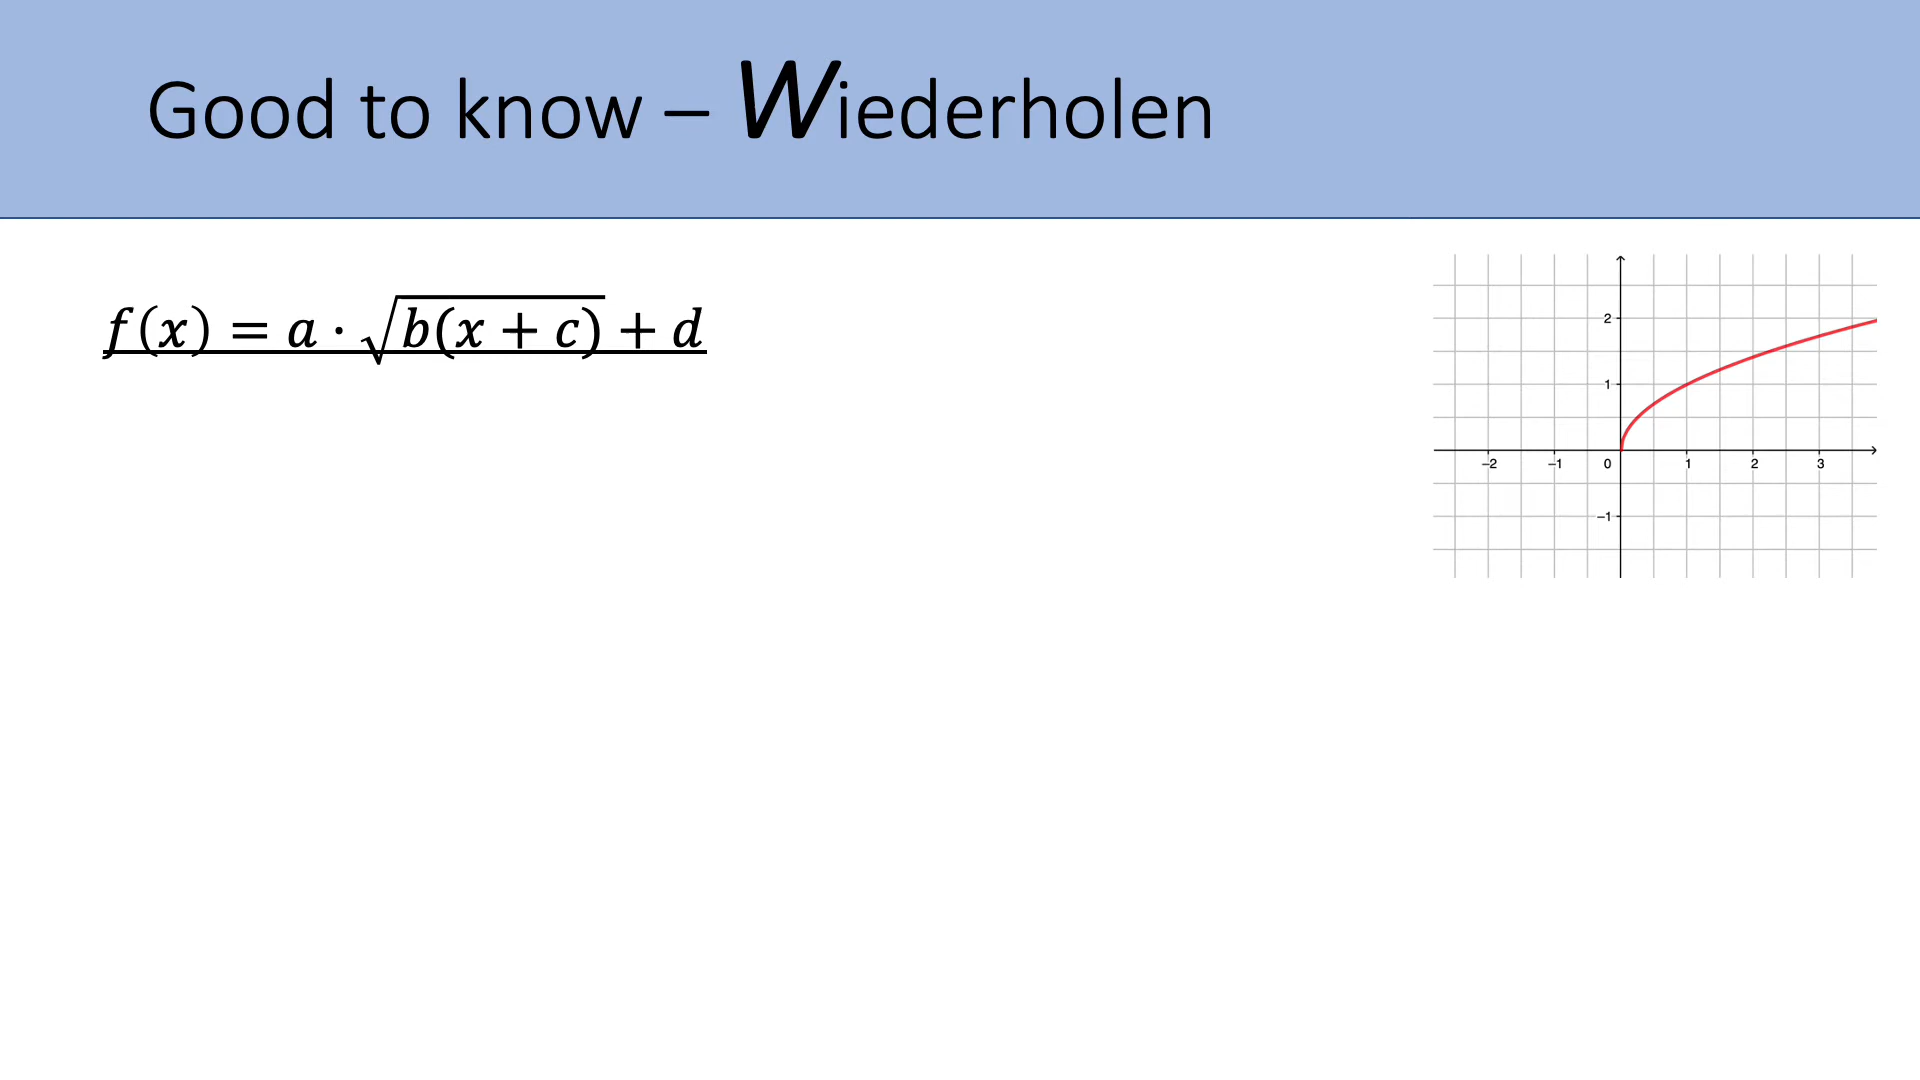 Good to know – Wiederholen
f(x) = a · √b(x + c) + d
2
1
–2 –1 0 1 2 3
–1